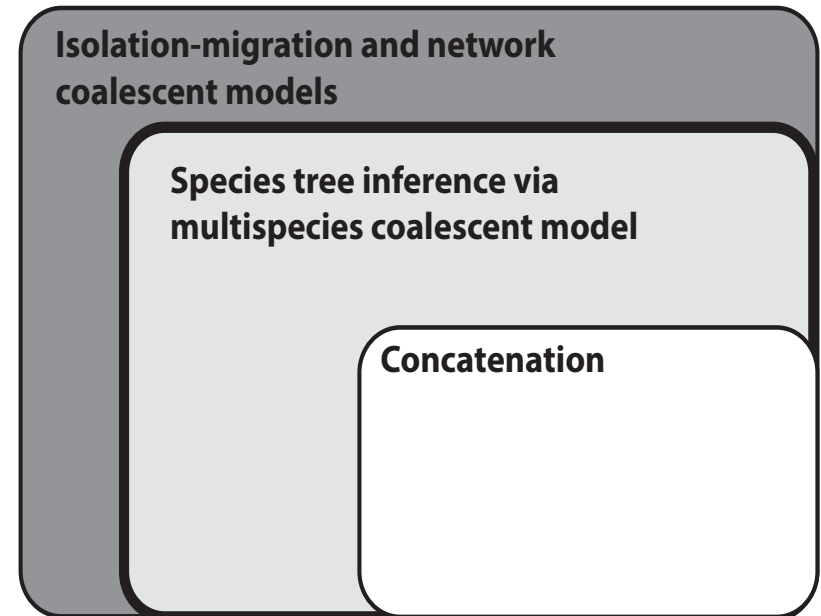 Isolation-migration and network
coalescent models
Species tree inference via
multispecies coalescent model
Concatenation